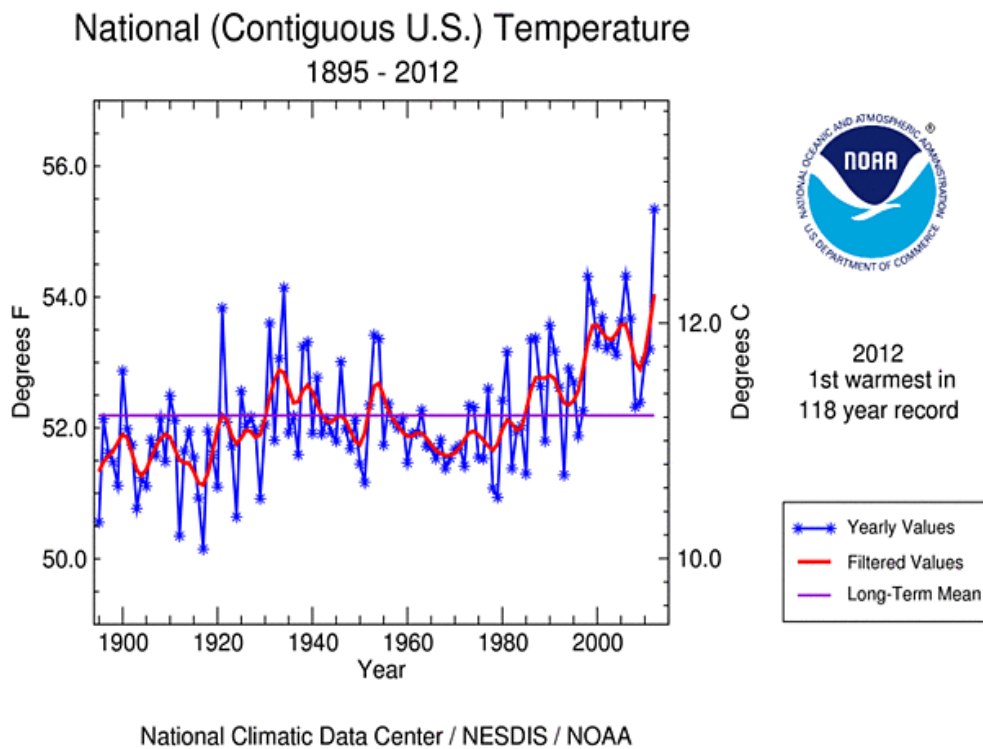 National (Contiguous U.S.) Temperature
1895 - 2012
56.0
54.0
52.0
50.0
Degrees F
12.0
10.0
Degrees C
1900 1920 1940 1960 1980 2000
Year
NATIONAL OCEANIC AND ATMOSPHERIC ADMINISTRATION
®
NOAA
U.S. DEPARTMENT OF COMMERCE
2012
1st warmest in
118 year record
Yearly Values
Filtered Values
Long-Term Mean
National Climatic Data Center / NESDIS / NOAA